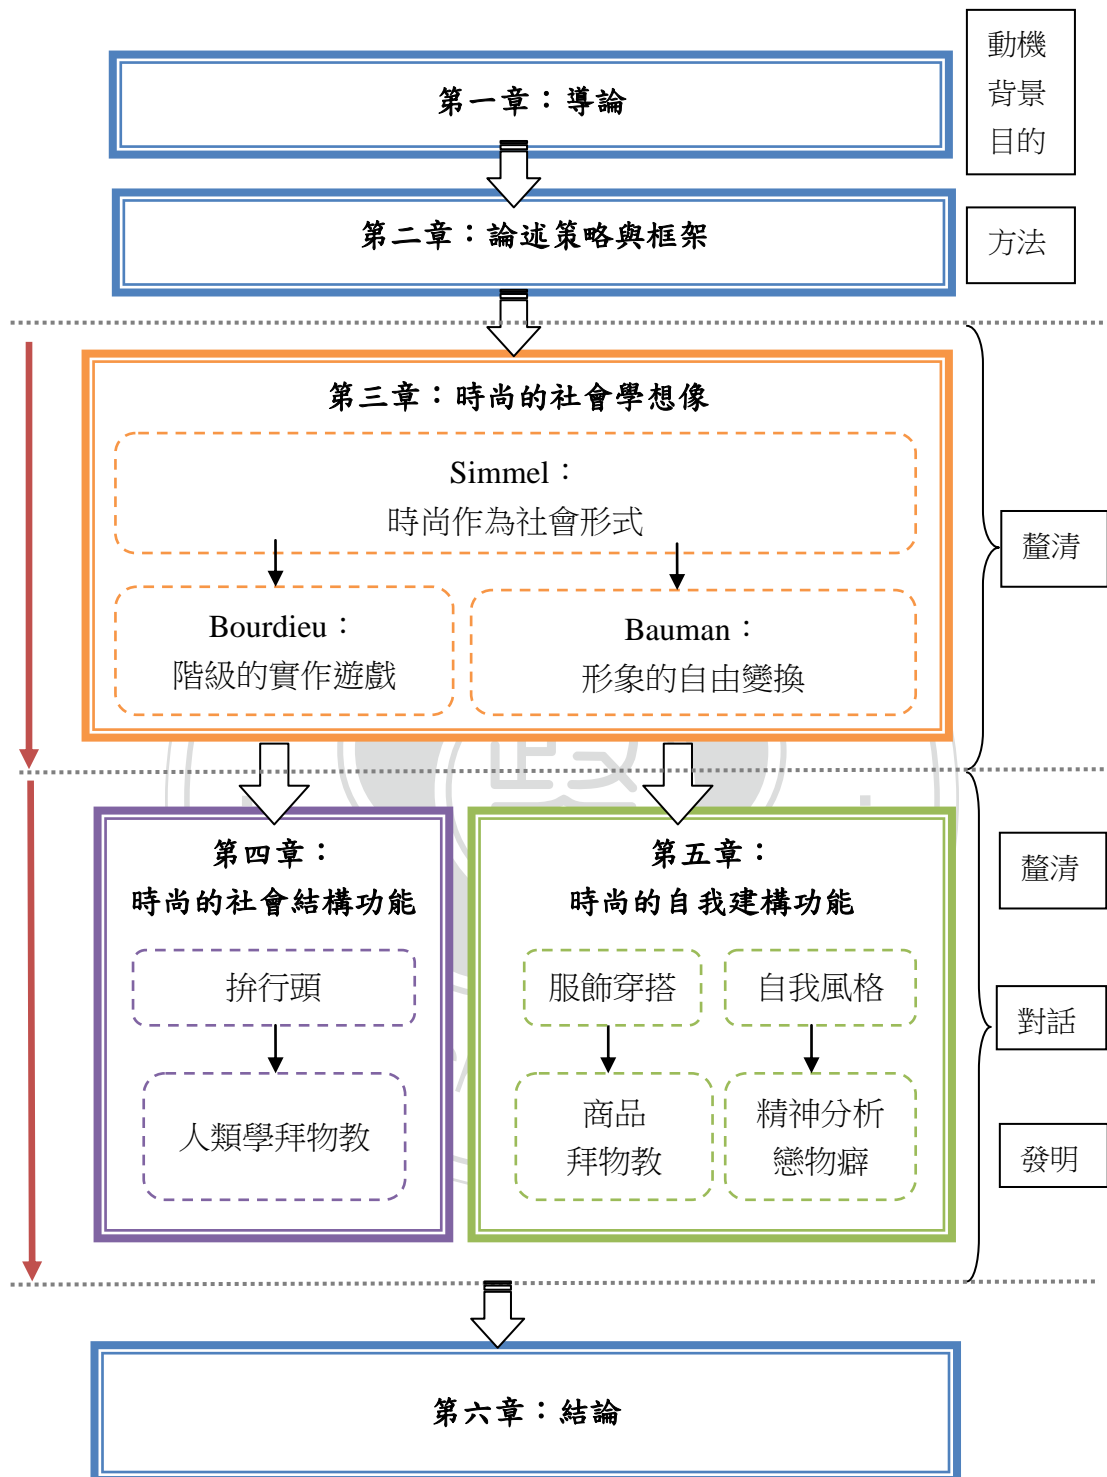 動機
背景
目的
第一章：導論
第二章：論述策略與框架
方法
第三章：時尚的社會學想像
Simmel：
時尚作為社會形式
Bourdieu：
階級的實作遊戲
Bauman：
形象的自由變換
釐清
第四章：
時尚的社會結構功能
拚行頭
人類學拜物教
第五章：
時尚的自我建構功能
服飾穿搭
自我風格
商品
拜物教
精神分析
戀物癖
釐清
對話
發明
第六章：結論